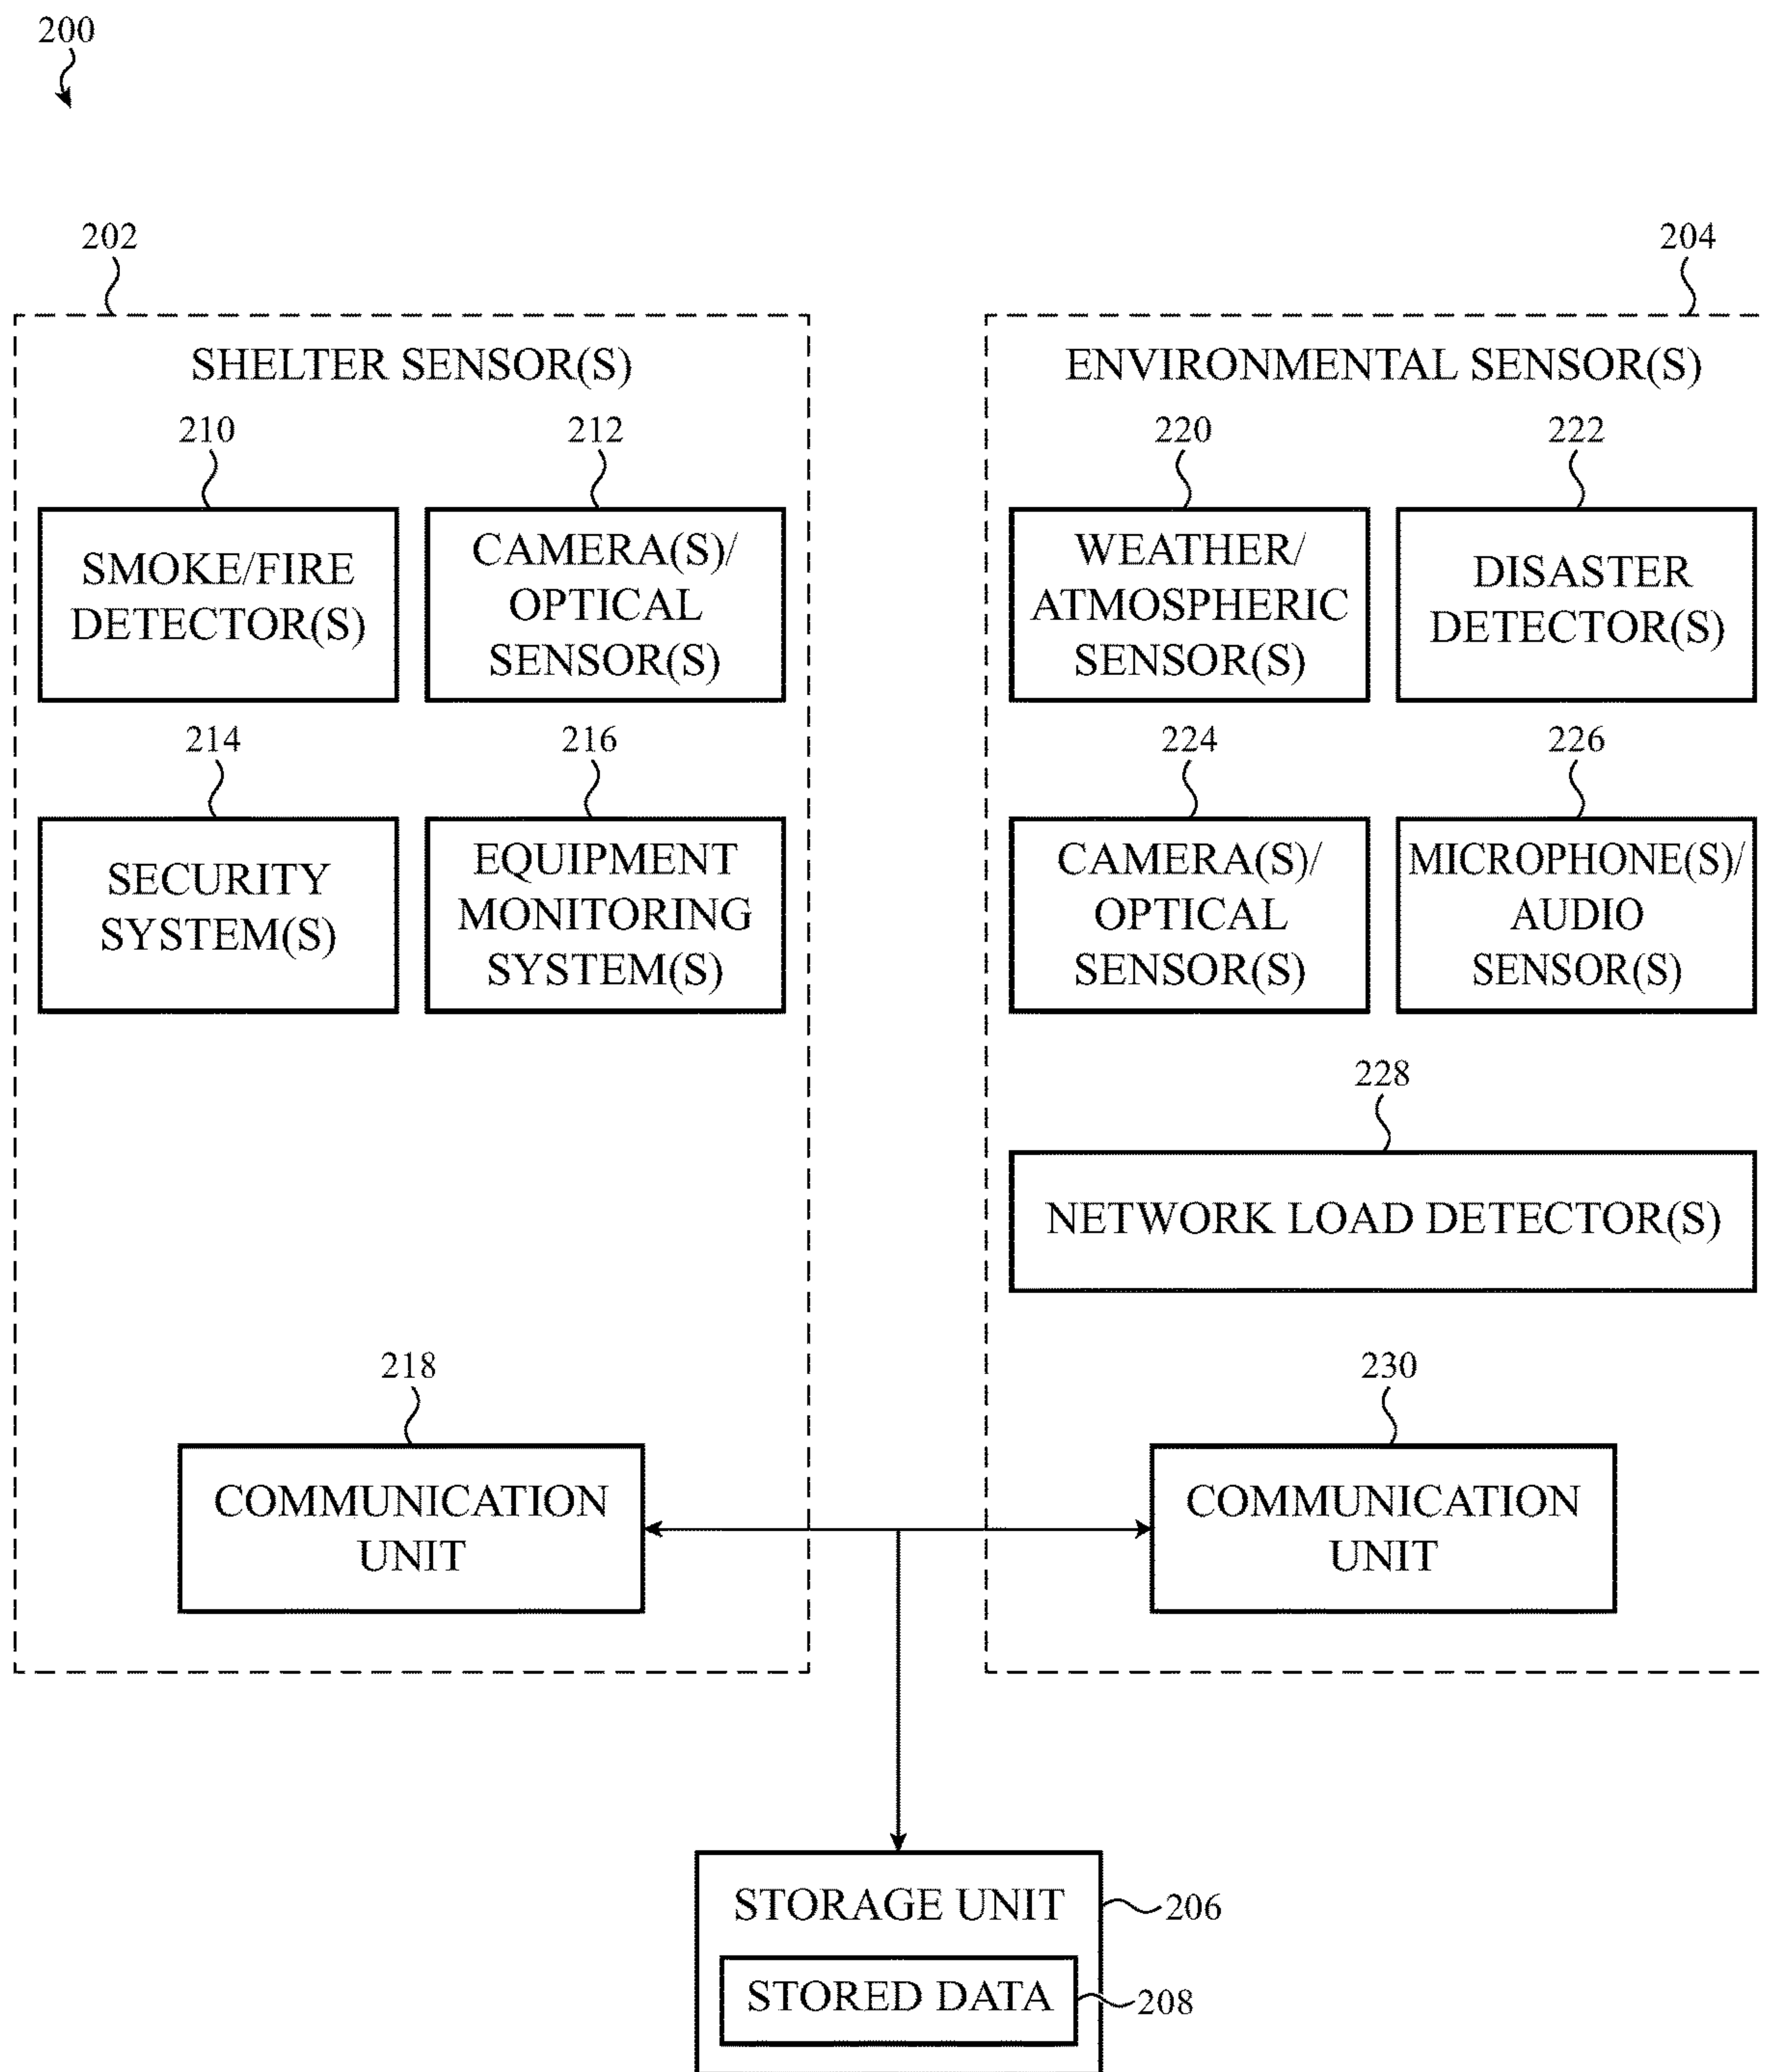 200
202
204
SHELTER SENSOR(S)
ENVIRONMENTAL SENSOR(S)
210
212
220
222
SMOKE/FIRE
DETECTOR(S)
CAMERA(S)/
OPTICAL
SENSOR(S)
WEATHER/
ATMOSPHERIC
SENSOR(S)
DISASTER
DETECTOR(S)
214
216
224
226
SECURITY
SYSTEM(S)
EQUIPMENT
MONITORING
SYSTEM(S)
CAMERA(S)/
OPTICAL
SENSOR(S)
MICROPHONE(S)/
AUDIO
SENSOR(S)
228
NETWORK LOAD DETECTOR(S)
218
230
COMMUNICATION
UNIT
COMMUNICATION
UNIT
STORAGE UNIT
206
STORED DATA
208